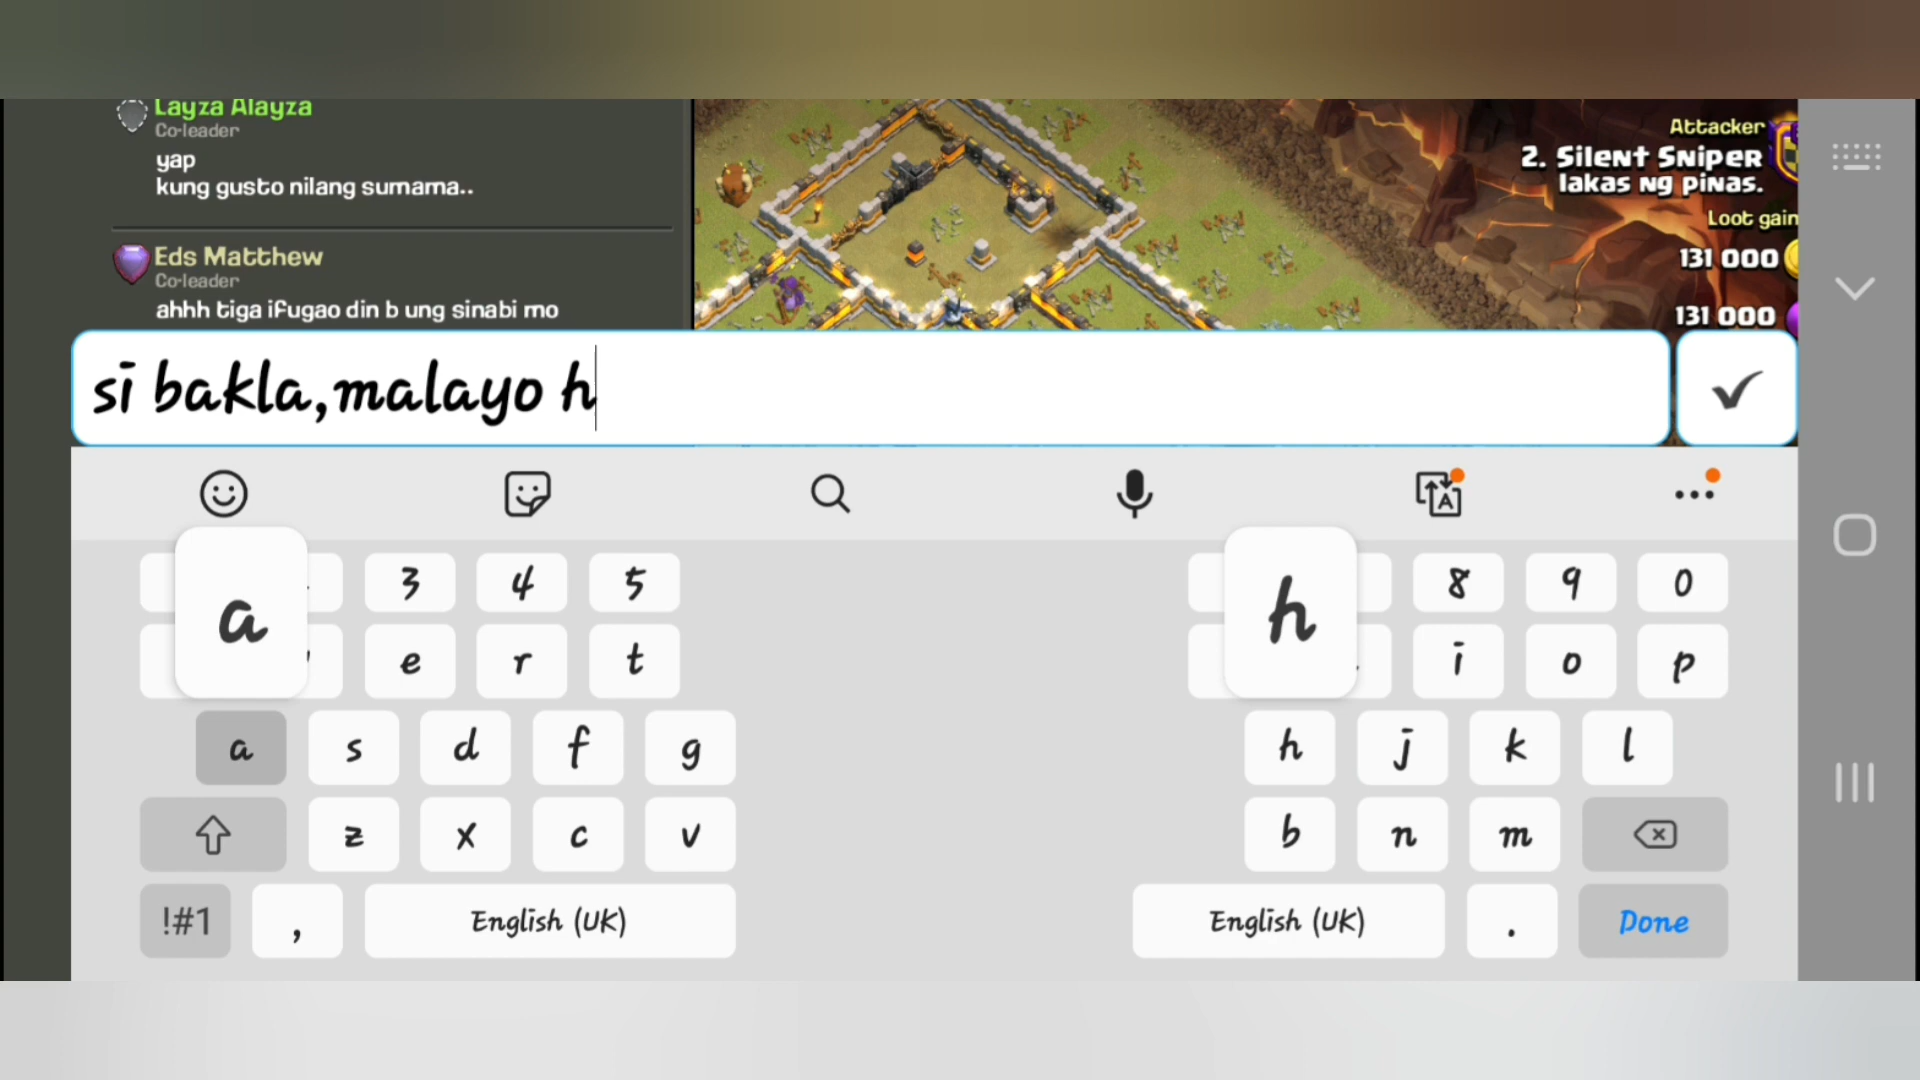 Layza Alayza
Co-leader
yap
kung gusto nilang sumama..
Eds Matthew
Co-leader
ahhh tiga ifugao din b ung sinabi mo
Attacker
2. Silent Sniper
lakas ng pinas.
Loot gain
131 000
131 000
si bakla,malayo h
a
h
3 4 5 8 9 0
e r t i o p
a s d f g h j k l
z x c v b n m
!#1 , English (UK) English (UK) . Done